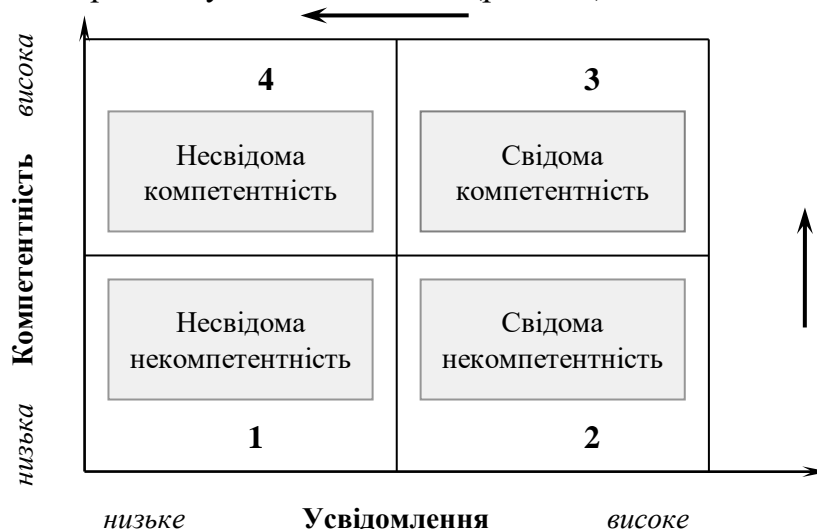 4
3
Несвідома
компетентність
Свідома
компетентність
Несвідома
некомпетентність
Свідома
некомпетентність
1
2
низька
Компетентність
висока
низьке
Усвідомлення
високе